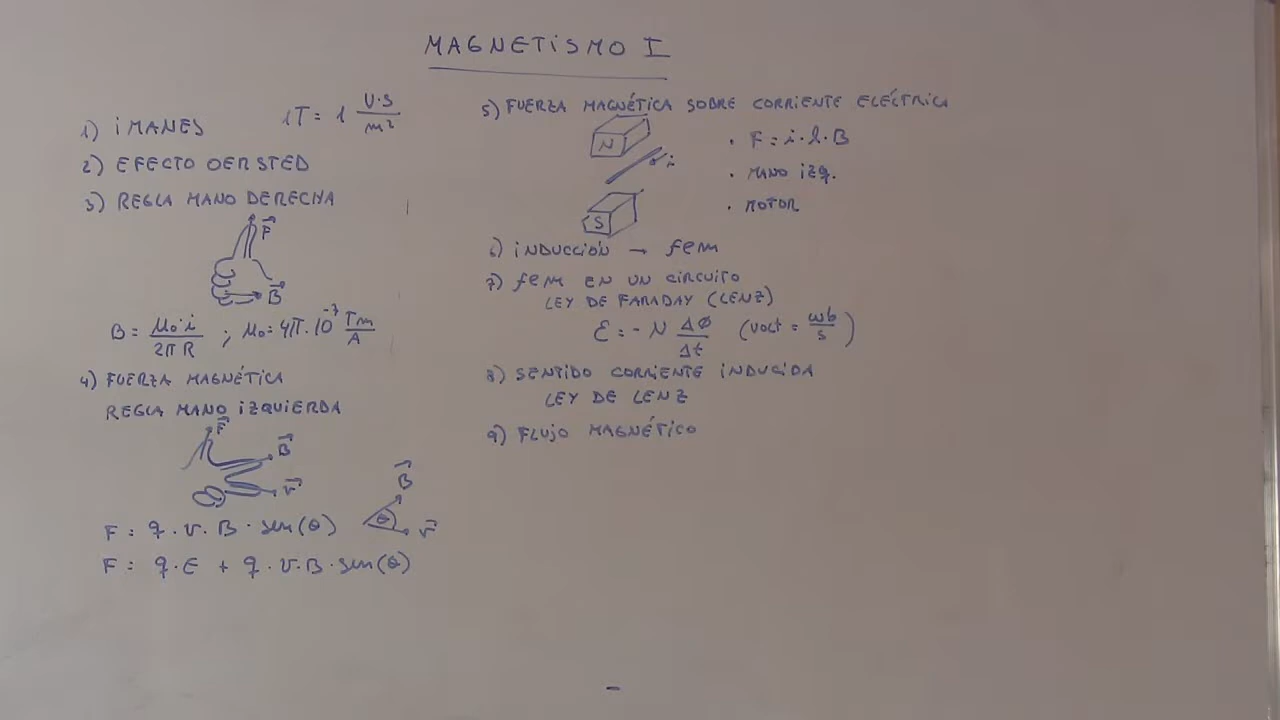 MAGNETISMO I
1) IMANES 1T = 1 V·s/m²
2) EFECTO OERSTED
3) REGLA MANO DERECHA
F⃗
B⃗
B = μ₀·i/2πR ; μ₀ = 4π·10⁻⁷ Tm/A
4) FUERZA MAGNÉTICA
REGLA MANO IZQUIERDA
F⃗
B⃗
v⃗
B⃗
θ
v⃗
F = q·v·B·sen(θ)
F = q·E + q·v·B·sen(θ)
5) FUERZA MAGNÉTICA SOBRE CORRIENTE ELÉCTRICA
N
i
S
· F = i·l·B
· MANO IZQ.
· MOTOR
6) INDUCCIÓN → fem
7) fem EN UN CIRCUITO
LEY DE FARADAY (LENZ)
ε = -N ΔΦ/Δt (volt = wb/s)
8) SENTIDO CORRIENTE INDUCIDA
LEY DE LENZ
9) FLUJO MAGNÉTICO